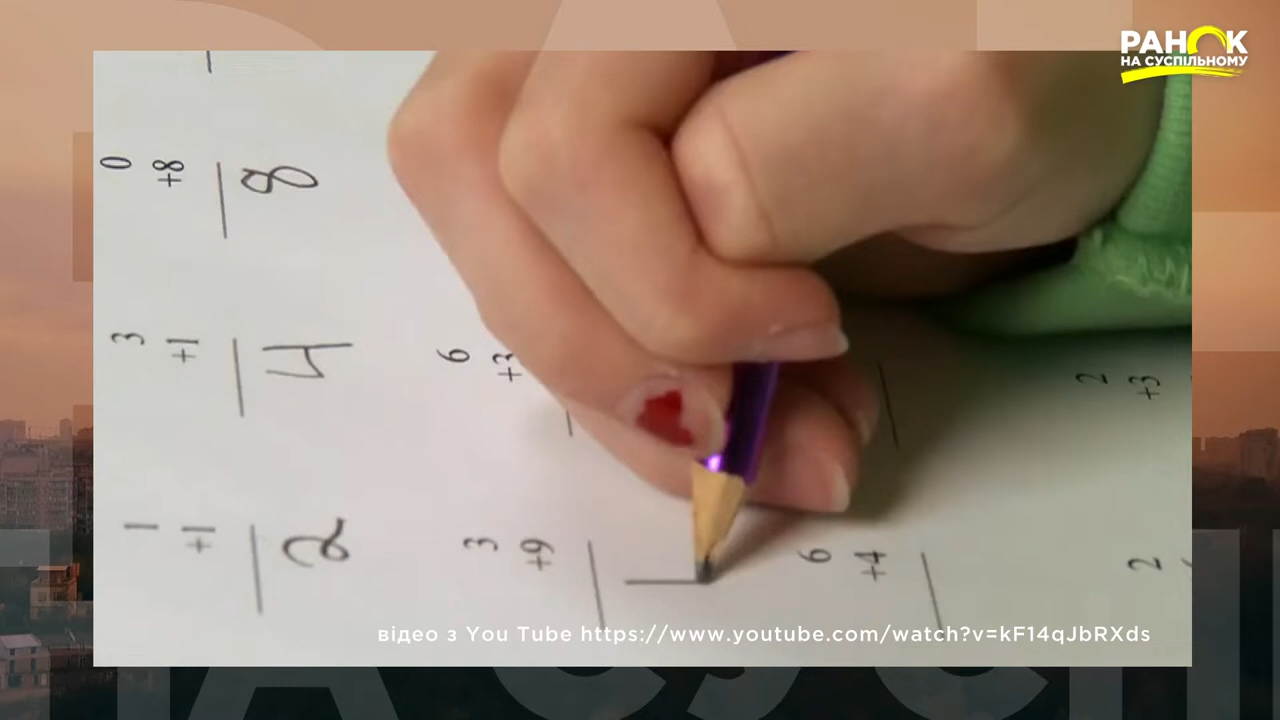 РАНОК
НА СУСПІЛЬНОМУ
1 3 0
+1 +1 +8
2 4 8
3 6
+9 +3
1
6
+4
2 2
+3
відео з You Tube https://www.youtube.com/watch?v=kF14qJbRXds